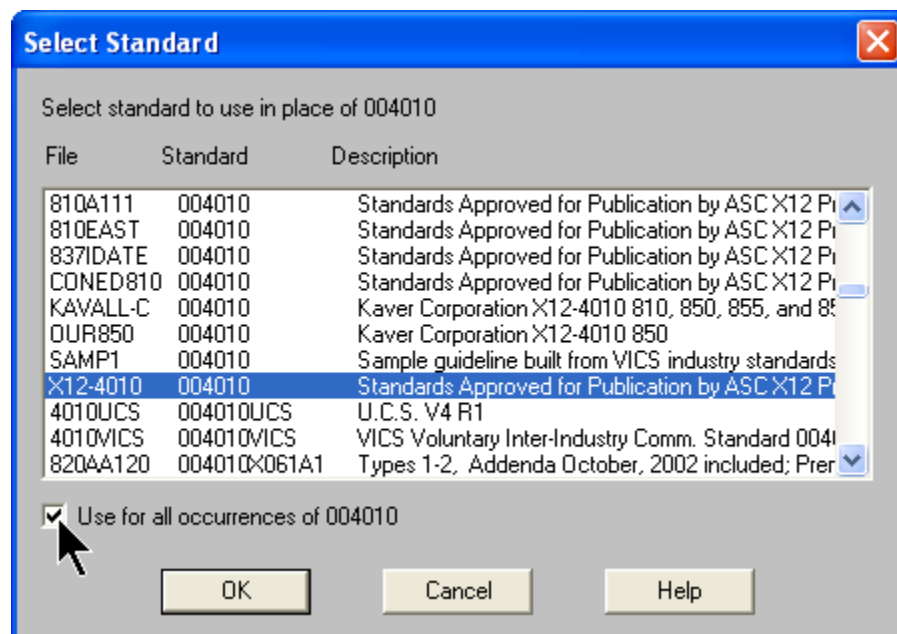 Select Standard
Select standard to use in place of 004010
File Standard Description
810A111 004010 Standards Approved for Publication by ASC X12
810EAST 004010 Standards Approved for Publication by ASC X12
837IDATE 004010 Standards Approved for Publication by ASC X12
CONED810 004010 Standards Approved for Publication by ASC X12
KAVALL-C 004010 Kaver Corporation X12-4010 810, 850, 855, and
OUR850 004010 Kaver Corporation X12-4010 850
SAMP1 004010 Sample guideline built from VICS industry standards
X12-4010 004010 Standards Approved for Publication by ASC X12
4010UCS 004010UCS U.C.S. V4 R1
4010VICS 004010VICS VICS Voluntary Inter-Industry Comm. Standard
820AA120 004010X061A1 Types 1-2, Addenda October, 2002 included;
Use for all occurrences of 004010
OK Cancel Help